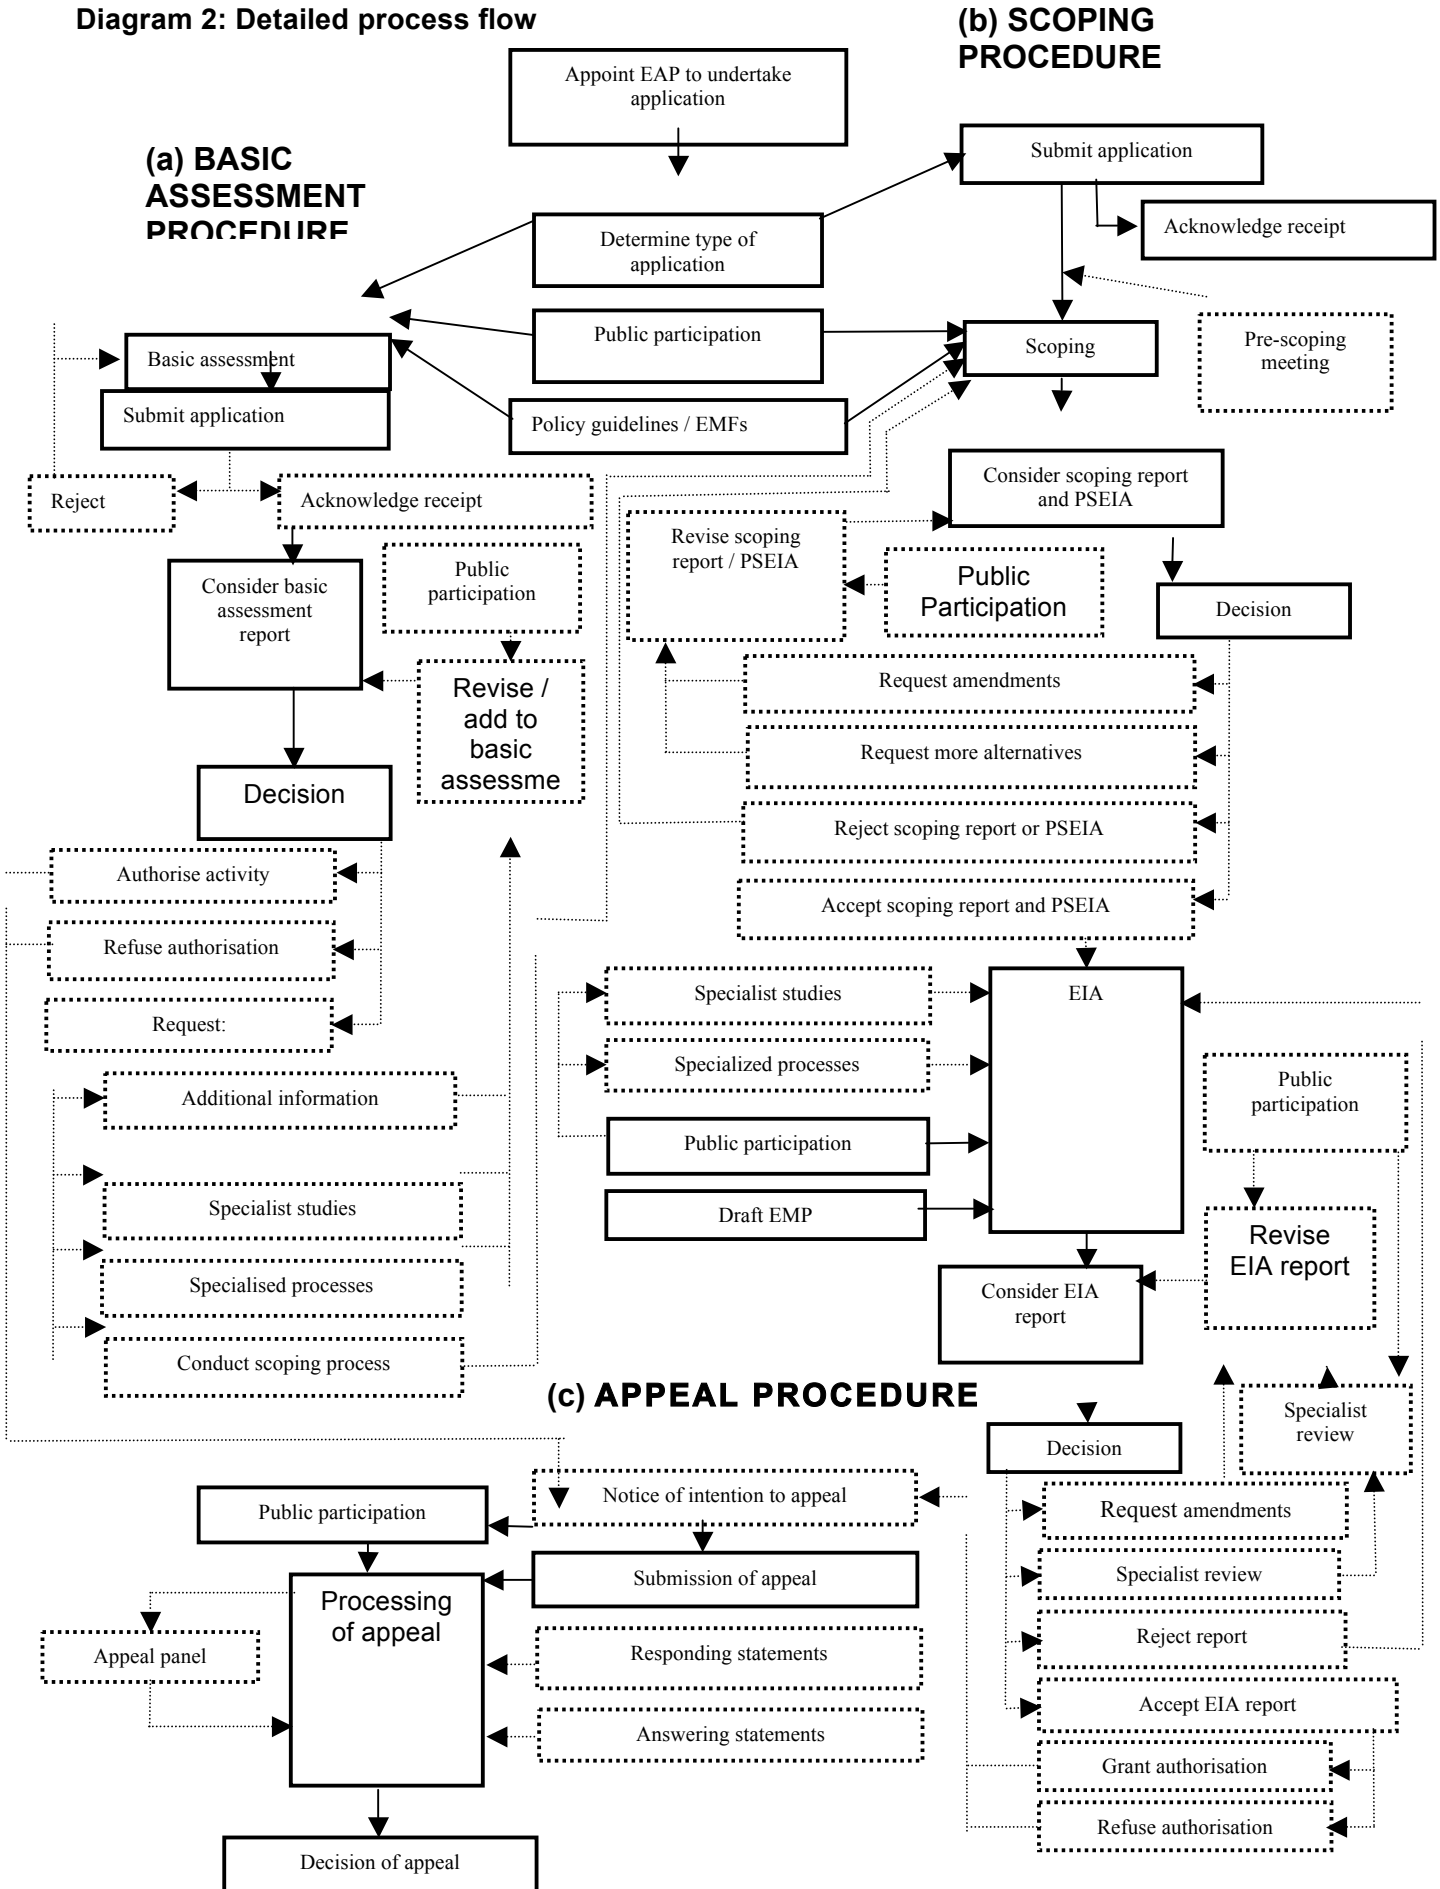 Diagram 2: Detailed process flow
(b) SCOPING
PROCEDURE
Appoint EAP to undertake
application
(a) BASIC
ASSESSMENT
PROCEDURE
Submit application
Acknowledge receipt
Determine type of
application
Public participation
Scoping
Pre-scoping
meeting
Basic assessment
Submit application
Policy guidelines / EMFs
Reject
Acknowledge receipt
Consider scoping report
and PSEIA
Revise scoping
report / PSEIA
Public
Participation
Consider basic
assessment
report
Public
participation
Decision
Revise /
add to
basic
assessme
Request amendments
Request more alternatives
Decision
Reject scoping report or PSEIA
Authorise activity
Accept scoping report and PSEIA
Refuse authorisation
Request:
Specialist studies
EIA
Specialized processes
Additional information
Public participation
Public
participation
Specialist studies
Draft EMP
Revise
EIA report
Specialised processes
Consider EIA
report
Conduct scoping process
(c) APPEAL PROCEDURE
Specialist
review
Decision
Public participation
Notice of intention to appeal
Request amendments
Submission of appeal
Specialist review
Processing
of appeal
Reject report
Appeal panel
Responding statements
Accept EIA report
Answering statements
Grant authorisation
Refuse authorisation
Decision of appeal